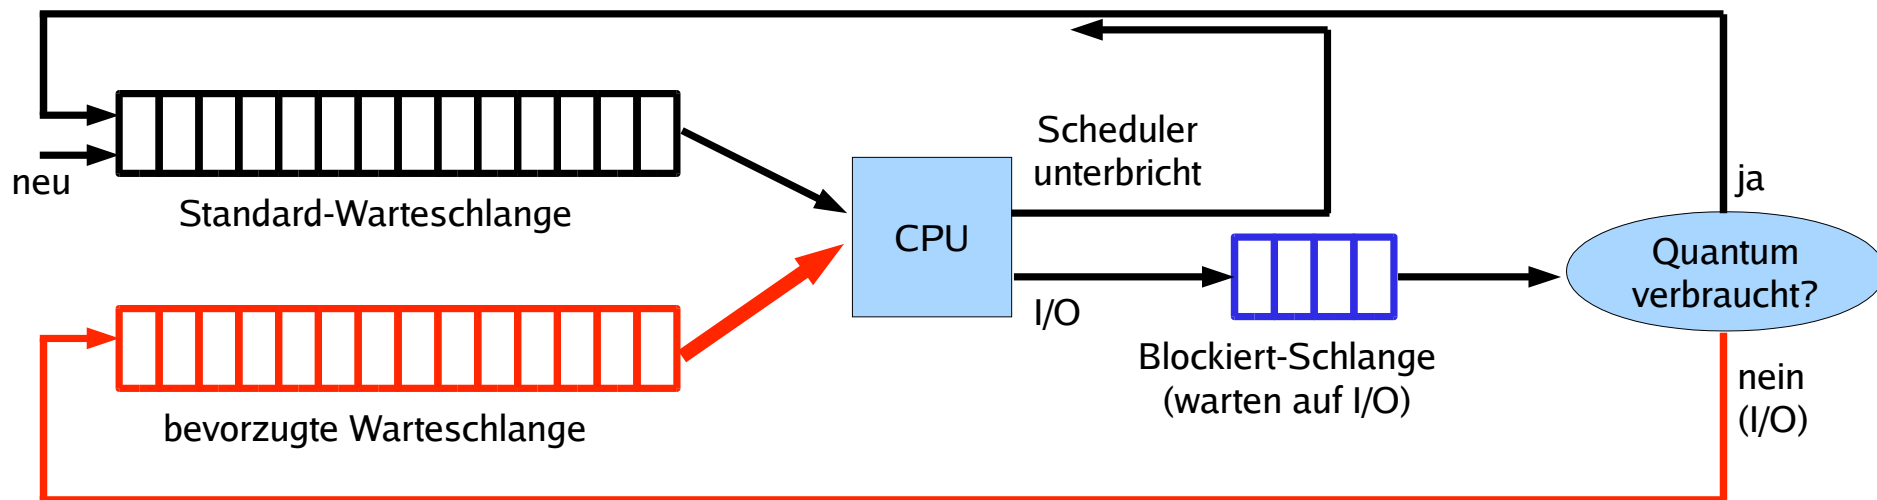 neu
Standard-Warteschlange
bevorzugte Warteschlange
CPU
Scheduler
unterbricht
I/O
Blockiert-Schlange
(warten auf I/O)
Quantum
verbraucht?
ja
nein
(I/O)